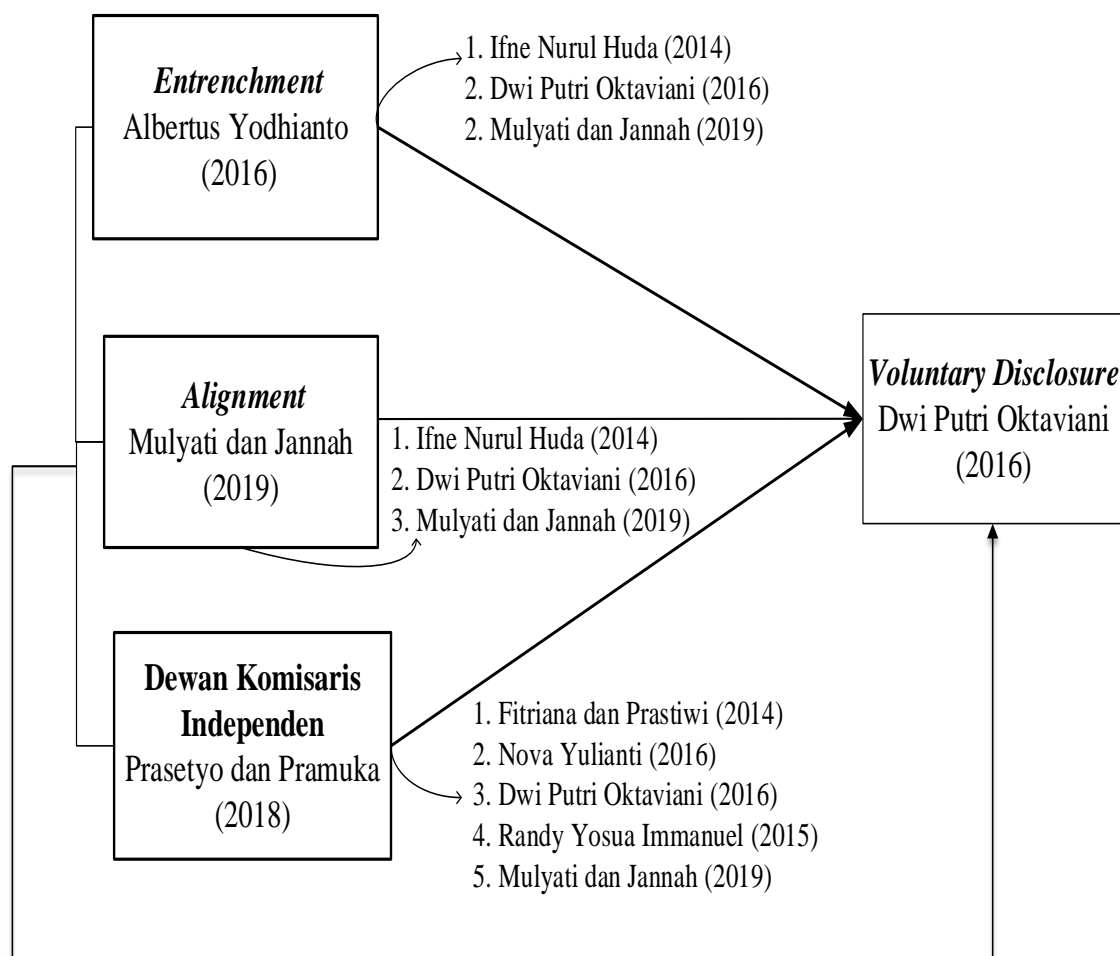 Entrenchment
Albertus Yodhianto
(2016)
1. Ifne Nurul Huda (2014)
2. Dwi Putri Oktaviani (2016)
2. Mulyati dan Jannah (2019)
Alignment
Mulyati dan Jannah
(2019)
1. Ifne Nurul Huda (2014)
2. Dwi Putri Oktaviani (2016)
3. Mulyati dan Jannah (2019)
Voluntary Disclosure
Dwi Putri Oktaviani
(2016)
Dewan Komisaris
Independen
Prasetyo dan Pramuka
(2018)
1. Fitriana dan Prastiwi (2014)
2. Nova Yulianti (2016)
3. Dwi Putri Oktaviani (2016)
4. Randy Yosua Immanuel (2015)
5. Mulyati dan Jannah (2019)